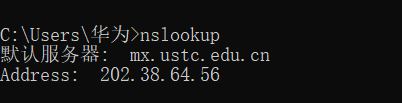 C:\Users\华为>nslookup
默认服务器:  mx.ustc.edu.cn
Address:  202.38.64.56